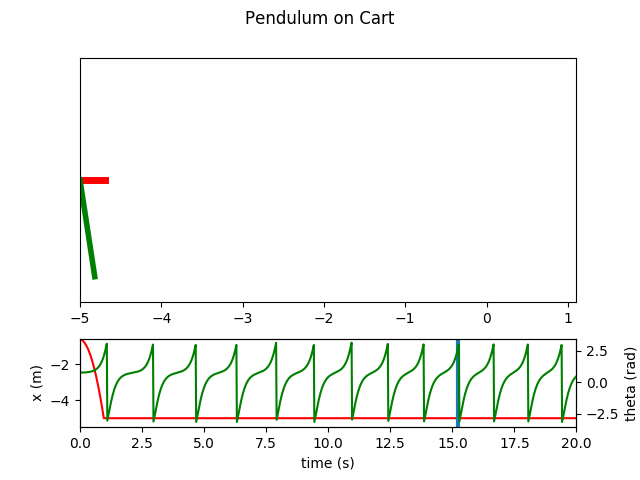 Pendulum on Cart
−5 −4 −3 −2 −1 0 1
−2
−4
x (m)
2.5
0.0
−2.5
theta (rad)
0.0 2.5 5.0 7.5 10.0 12.5 15.0 17.5 20.0
time (s)